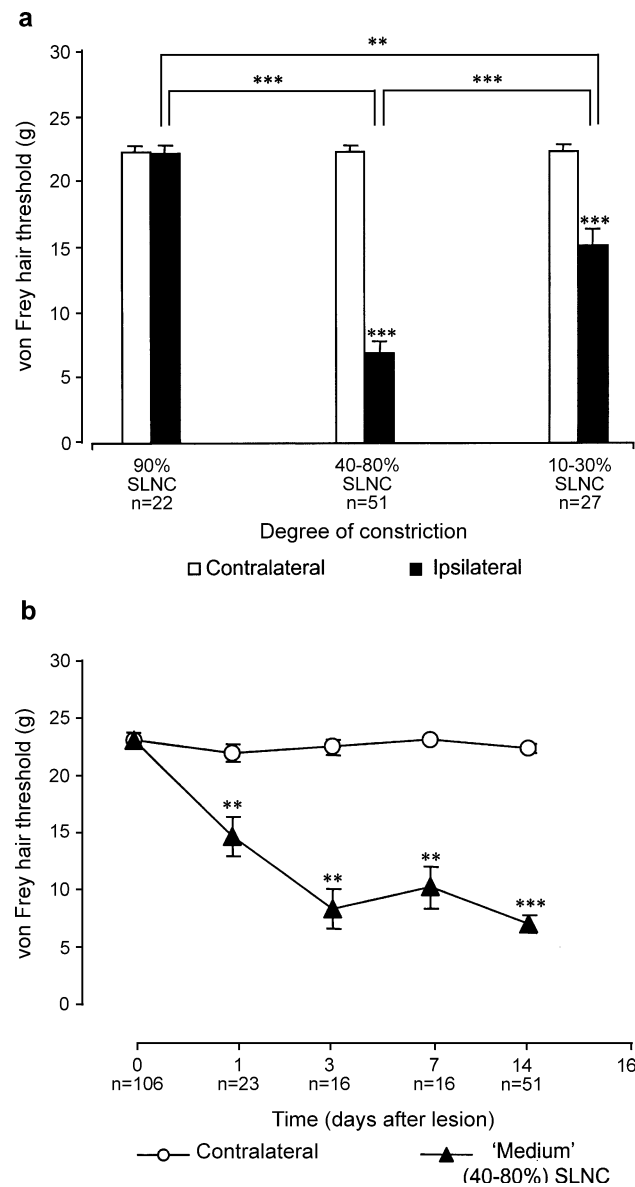 a
30
**
***
***
25
20
***
15
***
10
5
0
von Frey hair threshold (g)
90%
SLNC
n=22
40-80%
SLNC
n=51
10-30%
SLNC
n=27
Degree of constriction
Contralateral
Ipsilateral
b
30
25
20
15
10
5
0
von Frey hair threshold (g)
**
**
**
***
0
n=106
1
n=23
3
n=16
7
n=16
14
n=51
16
Time (days after lesion)
Contralateral
‘Medium’
(40-80%) SLNC